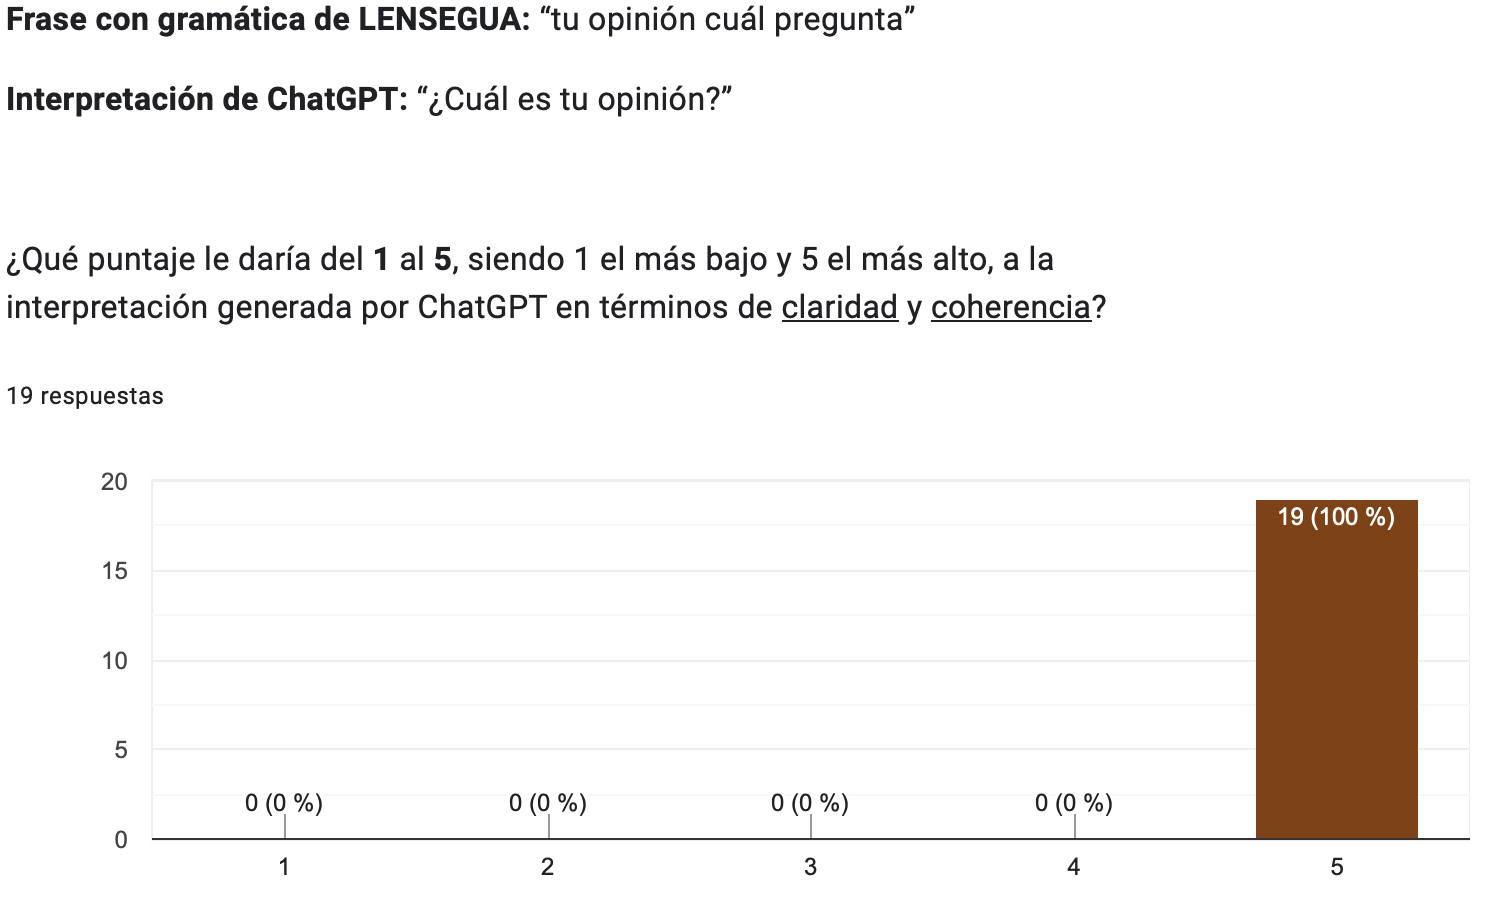 Frase con gramática de LENSEGUA: “tu opinión cuál pregunta”
Interpretación de ChatGPT: “¿Cuál es tu opinión?”
¿Qué puntaje le daría del 1 al 5, siendo 1 el más bajo y 5 el más alto, a la
interpretación generada por ChatGPT en términos de claridad y coherencia?
19 respuestas
20
19 (100 %)
15
10
5
0 (0 %) 0 (0 %) 0 (0 %) 0 (0 %)
0
1 2 3 4 5